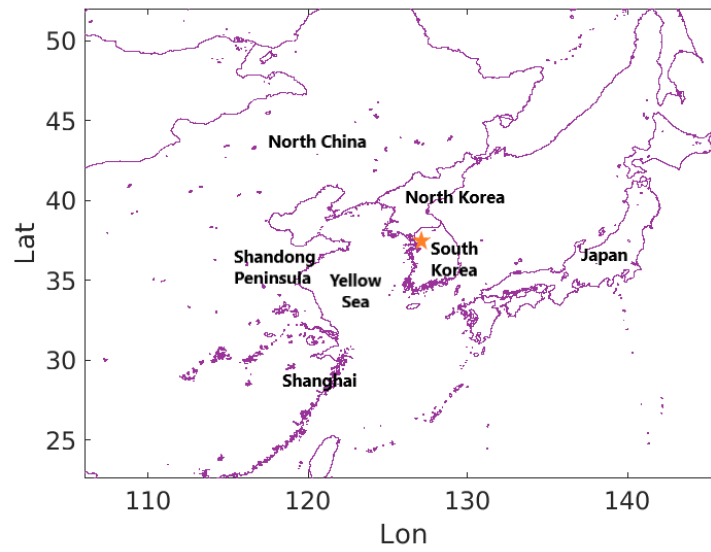 50
45
North China
40
North Korea
Shandong
Peninsula
South
Korea
Japan
35
Yellow
Sea
30
Shanghai
25
110
120
130
140
Lat
Lon